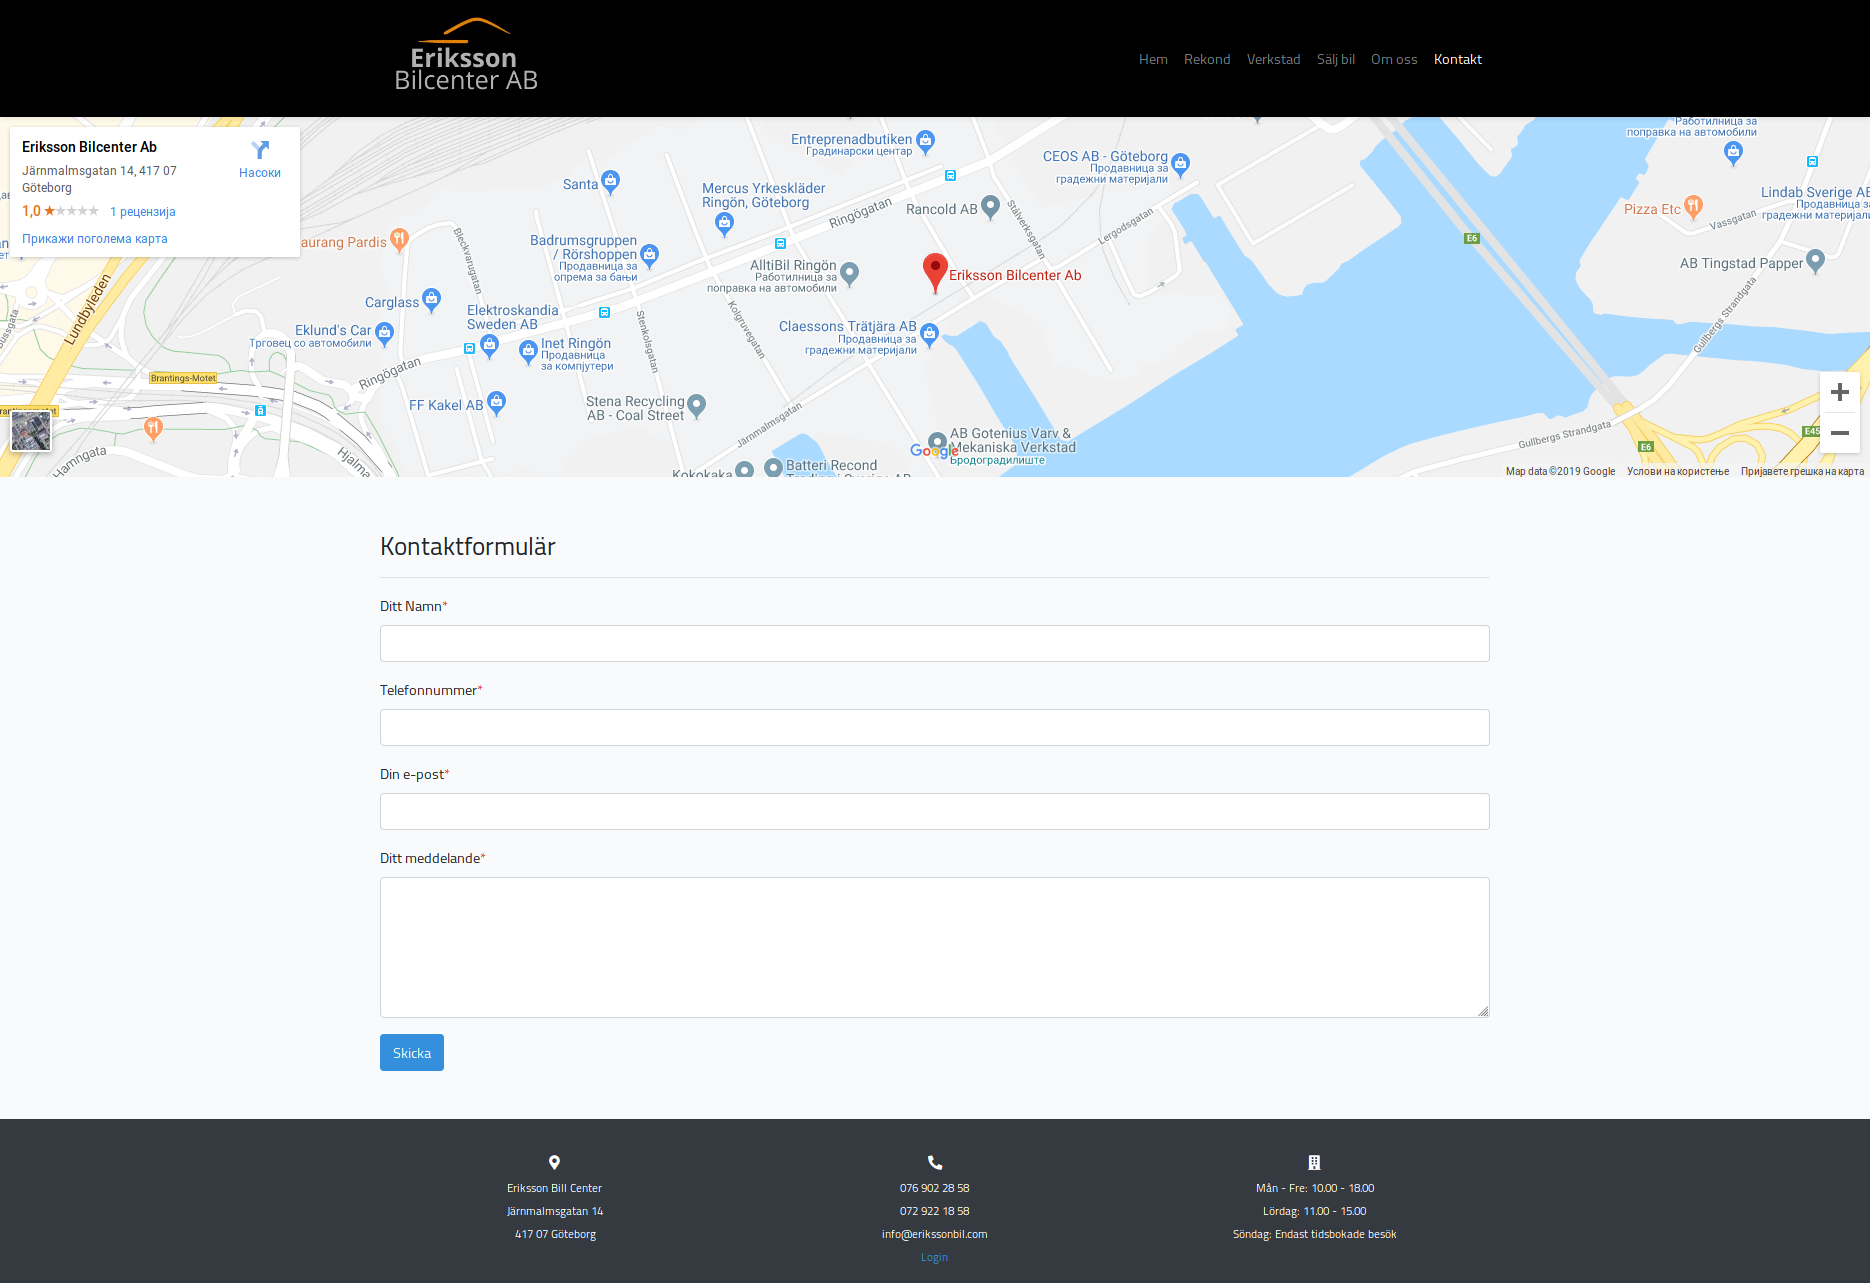 Eriksson
Bilcenter AB
Hem
Rekond
Verkstad
Sälj bil
Om oss
Kontakt
Eriksson Bilcenter Ab
Järnmalmsgatan 14, 417 07
Göteborg
Насоки
1,0
1 рецензија
Прикажи поголема карта
Entreprenadbutiken
Градинарски центар
Santa
Mercus Yrkeskläder
Ringön, Göteborg
Ringögatan
Rancold AB
Stålverksgatan
CEOS AB - Göteborg
Продавница за
градежни материјали
Lergodsgatan
Работилница за
поправка на автомобили
Lindab Sverige AB
Продавница за
градежни материјали
Pizza Etc
Vassgatan
E6
AB Tingstad Papper
aurang Pardis
Bleckvarugatan
Badrumsgruppen
/ Rörshoppen
Продавница за
опрема за бањи
AlltiBil Ringön
Работилница за
поправка на автомобили
Eriksson Bilcenter Ab
Lundbyleden
Carglass
Elektroskandia
Sweden AB
Eklund's Car
Трговец со автомобили
Inet Ringön
Продавница
за компјутери
Stenkolsgatan
Kolgruvegatan
Claessons Trätjära AB
Продавница за
градежни материјали
Gullbergs Strandgata
Brantings-Motet
Ringögatan
FF Kakel AB
Stena Recycling
AB - Coal Street
Järnmalmsgatan
AB Gotenius Varv &
Mekaniska Verkstad
Бродоградилиште
Google
Gullbergs Strandgata
E6
E45
Hamngata
Hjalma
Kokokaka
Batteri Recond
Map data ©2019 Google
Услови на користење
Пријавете грешка на карта
Kontaktformulär
Ditt Namn*
Telefonnummer*
Din e-post*
Ditt meddelande*
Skicka
Eriksson Bill Center
Järnmalmsgatan 14
417 07 Göteborg
076 902 28 58
072 922 18 58
info@erikssonbil.com
Login
Mån - Fre: 10.00 - 18.00
Lördag: 11.00 - 15.00
Söndag: Endast tidsbokade besök